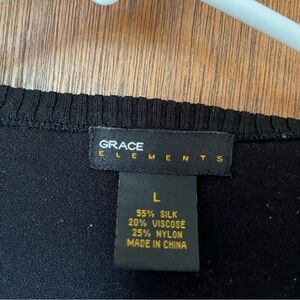 GRACE
ELEMENTS
L
55% SILK
20% VISCOSE
25% NYLON
MADE IN CHINA